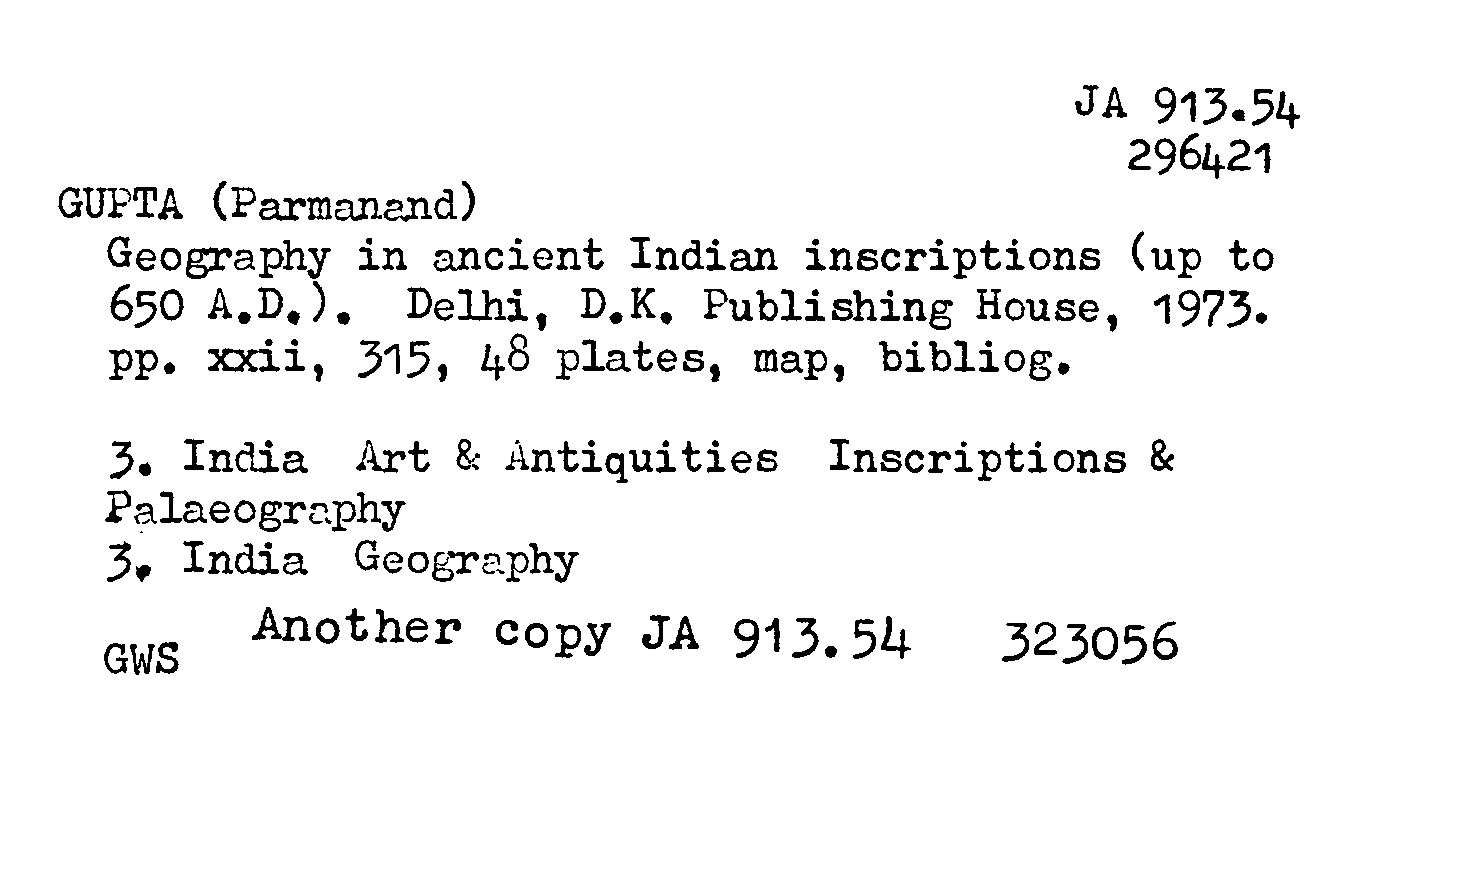 JA 913.54
296421
GUPTA (Parmanand)
Geography in ancient Indian inscriptions (up to
650 A.D.). Delhi, D.K. Publishing House, 1973.
pp. xxii, 315, 48 plates, map, bibliog.
3. India Art & Antiquities Inscriptions &
Palaeography
3. India Geography
Another copy JA 913.54 323056
GWS